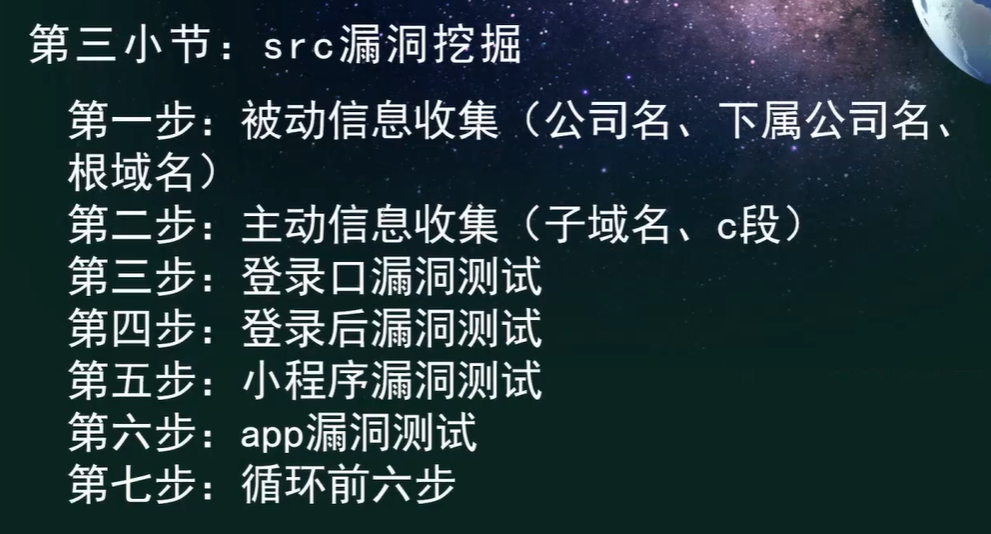 第三小节：src漏洞挖掘
第一步：被动信息收集（公司名、下属公司名、
根域名）
第二步：主动信息收集（子域名、c段）
第三步：登录口漏洞测试
第四步：登录后漏洞测试
第五步：小程序漏洞测试
第六步：app漏洞测试
第七步：循环前六步